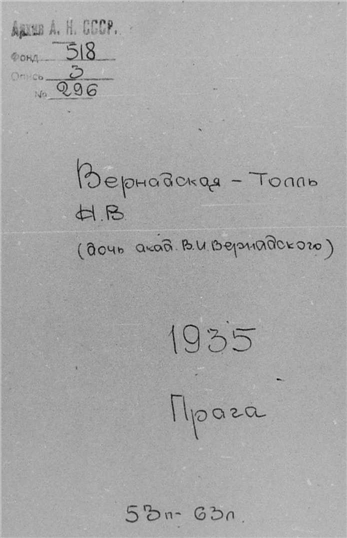 Архив А. Н. СССР.
Фонд 518
Опись 3
№ 296
Вернадская - Толль
Н.В
(дочь акад. В.И Вернадского)
1935
Прага
53л - 63л.